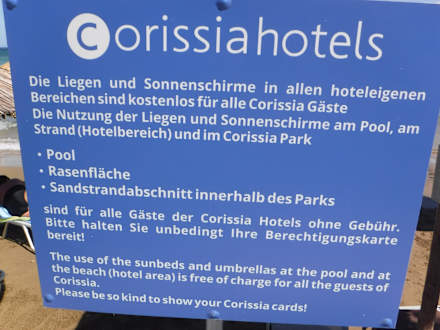 corissiahotels
Die Liegen und Sonnenschirme in allen hoteleigenen
Bereichen sind kostenlos für alle Corissia Gäste
Die Nutzung der Liegen und Sonnenschirme am Pool, am
Strand (Hotelbereich) und im Corissia Park
• Pool
• Rasenfläche
• Sandstrandabschnitt innerhalb des Parks
sind für alle Gäste der Corissia Hotels ohne Gebühr.
Bitte halten Sie unbedingt Ihre Berechtigungskarte
bereit!
The use of the sunbeds and umbrellas at the pool and at
the beach (hotel area) is free of charge for all the guests of
Corissia.
Please be so kind to show your Corissia cards!